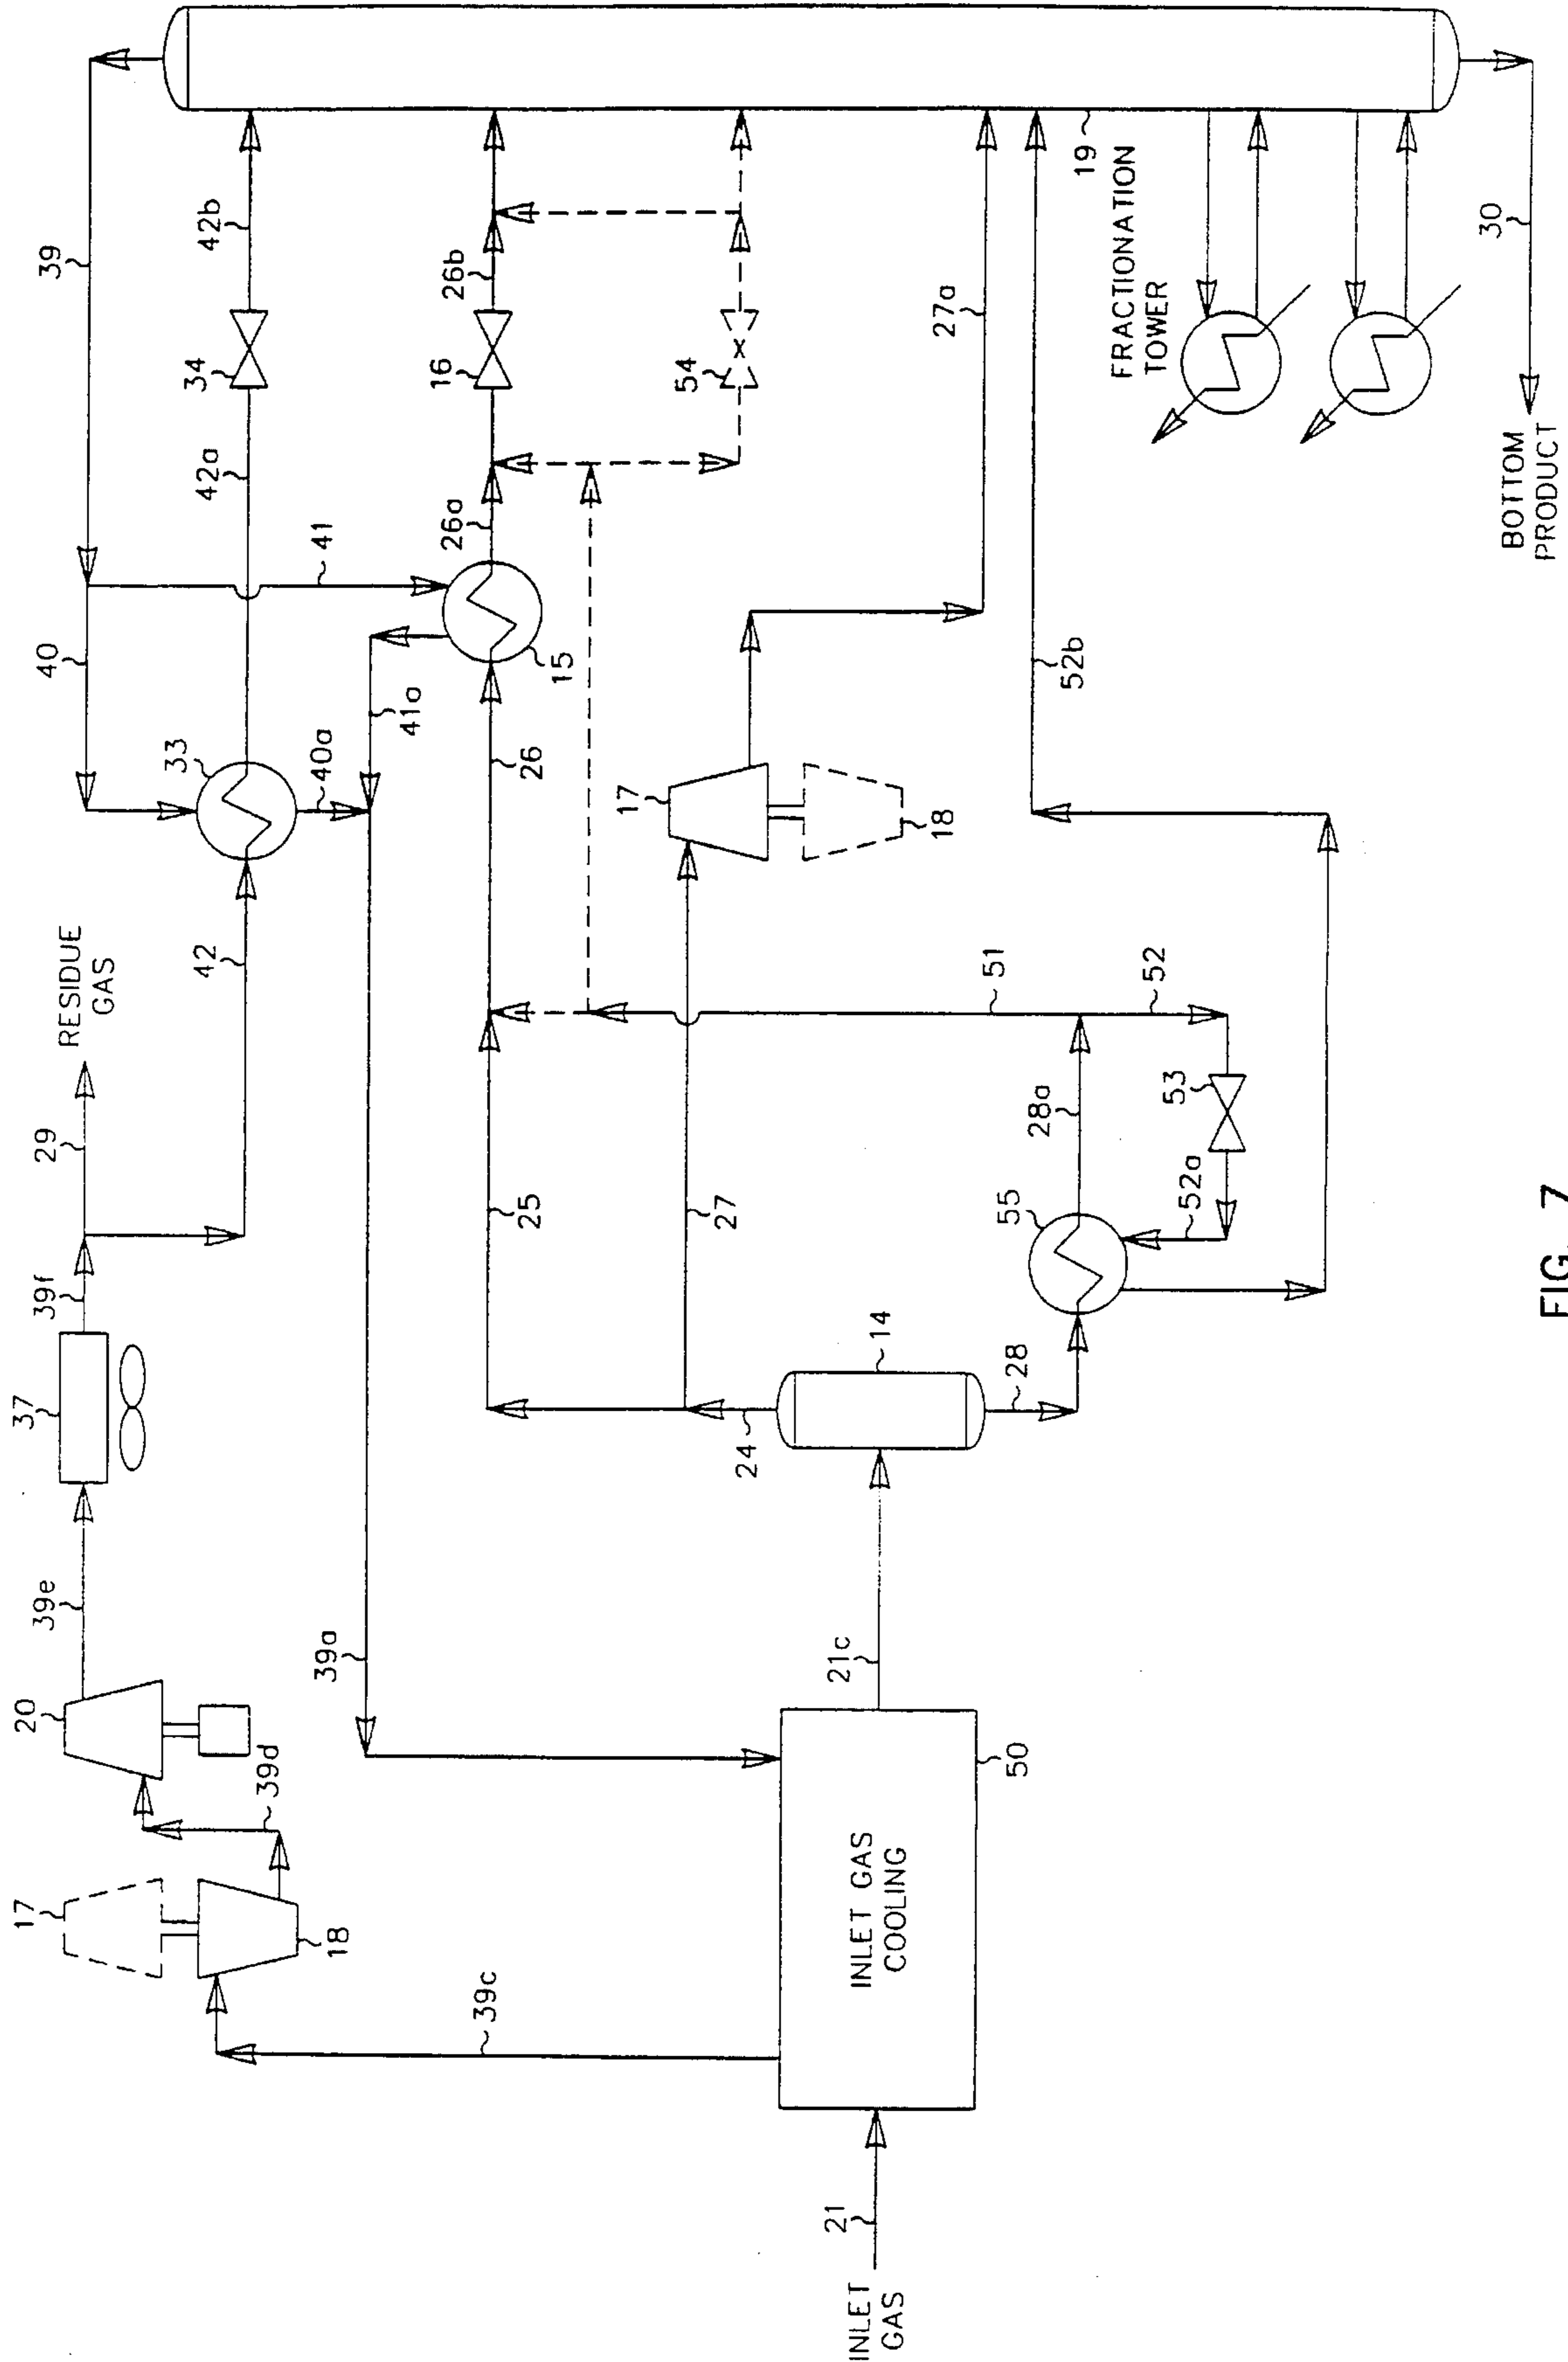 39
42b
42a
34
26b
16
54
26a
41
40
33
40a
41a
15
26
27a
19
FRACTIONATION
TOWER
30
BOTTOM
PRODUCT
17
18
52b
RESIDUE
GAS
42
29
39f
37
39e
20
39d
17
18
39c
39a
25
27
51
52
28a
53
52a
55
28
14
24
21c
50
INLET GAS
COOLING
21
INLET
GAS
FIG. 7